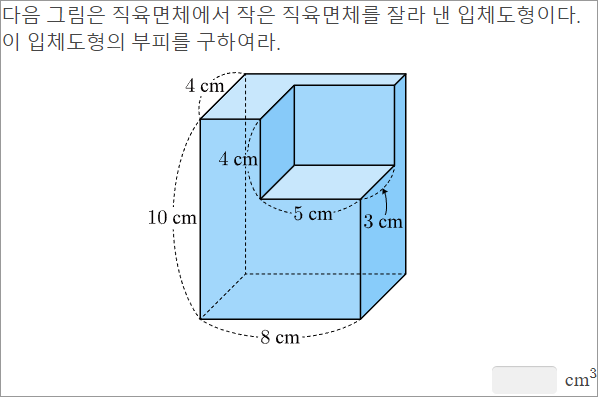 다음 그림은 직육면체에서 작은 직육면체를 잘라 낸 입체도형이다.
이 입체도형의 부피를 구하여라.
4 cm
4 cm
10 cm
5 cm
3 cm
8 cm
cm³